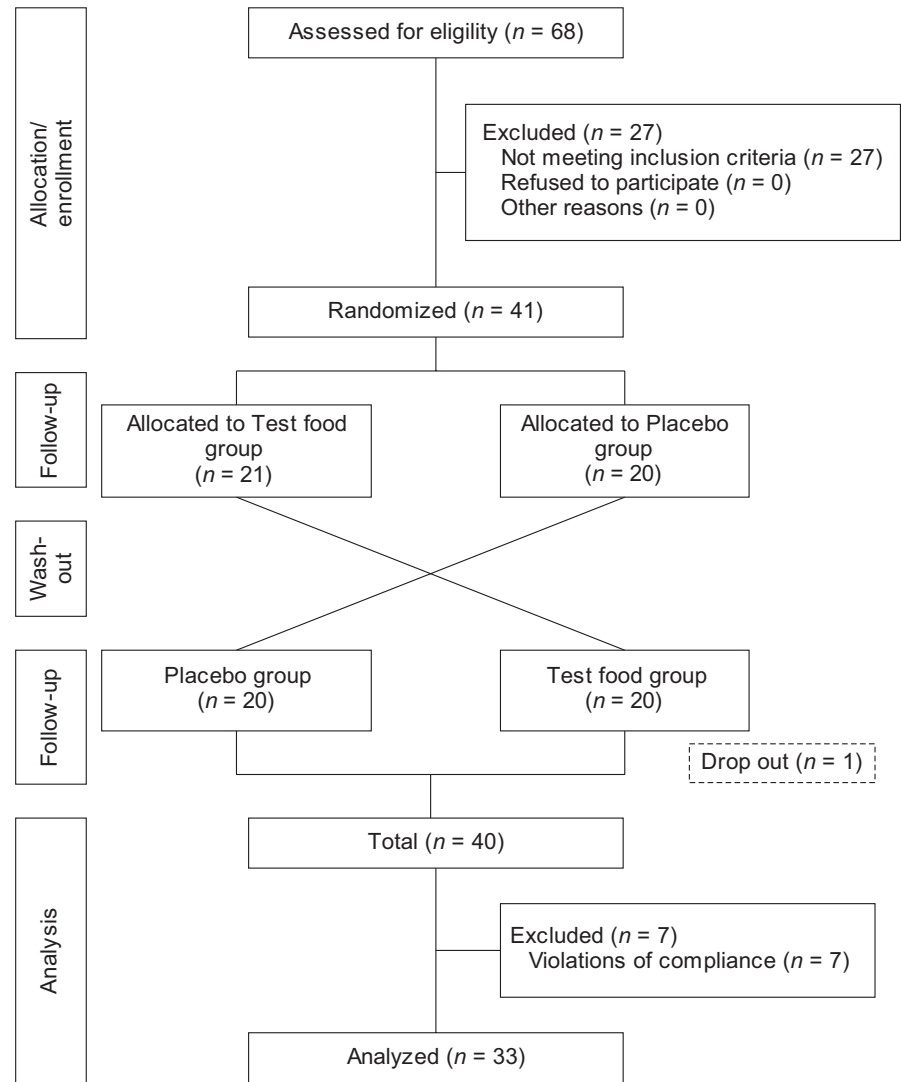 Assessed for eligility (n = 68)
Allocation/
enrollment
Excluded (n = 27)
Not meeting inclusion criteria (n = 27)
Refused to participate (n = 0)
Other reasons (n = 0)
Randomized (n = 41)
Follow-up
Allocated to Test food
group
(n = 21)
Allocated to Placebo
group
(n = 20)
Wash-
out
Follow-up
Placebo group
(n = 20)
Test food group
(n = 20)
Drop out (n = 1)
Analysis
Total (n = 40)
Excluded (n = 7)
Violations of compliance (n = 7)
Analyzed (n = 33)